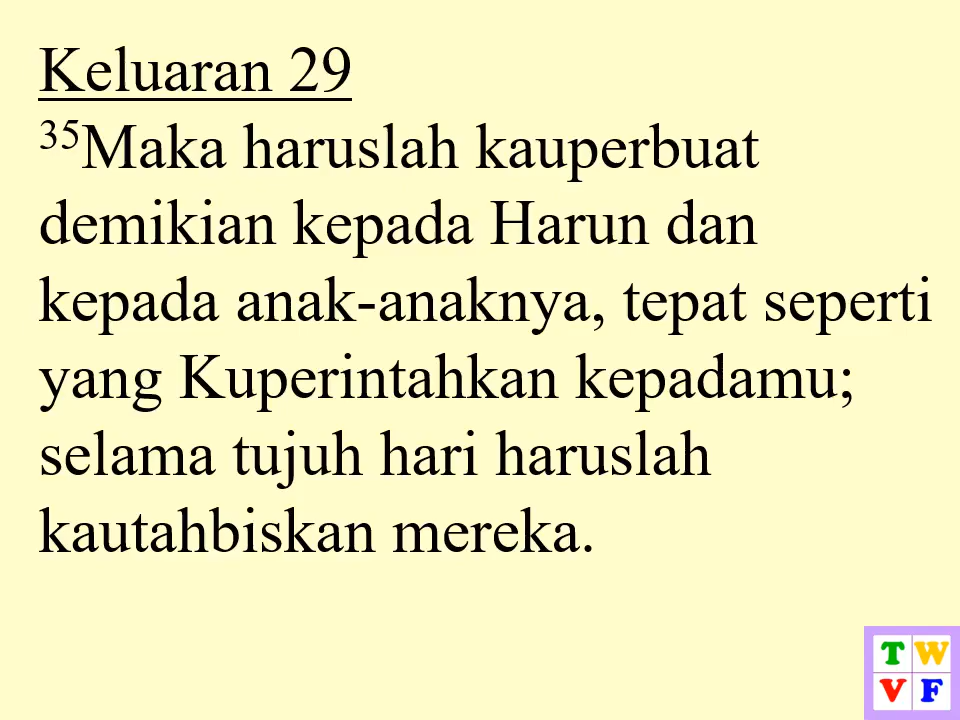 Keluaran 29
35Maka haruslah kauperbuat
demikian kepada Harun dan
kepada anak-anaknya, tepat seperti
yang Kuperintahkan kepadamu;
selama tujuh hari haruslah
kautahbiskan mereka.
T W
V F